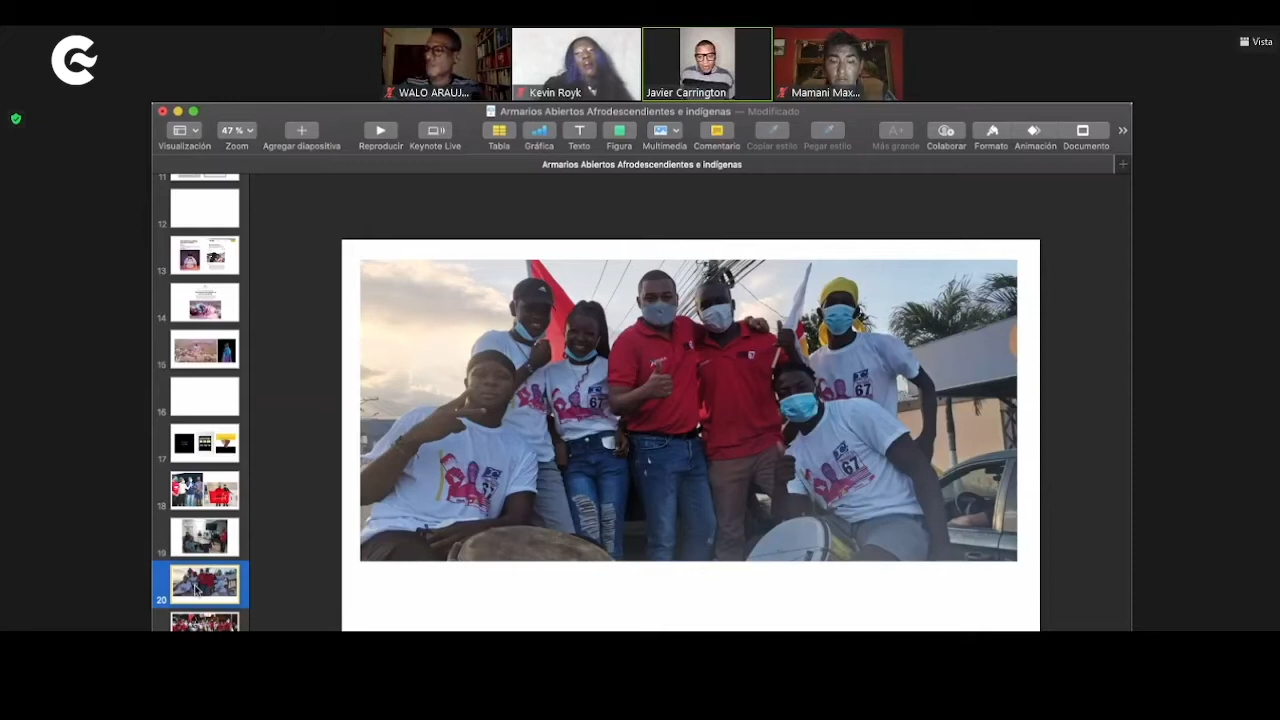 WALO ARAUJ...
Kevin Royk
Javier Carrington
Mamani Max...
Vista
Armarios Abiertos Afrodescendientes e indígenas — Modificado
47 %
Visualización
Zoom
Agregar diapositiva
Reproducir
Keynote Live
Tabla
Gráfica
Texto
Figura
Multimedia
Comentario
Copiar estilo
Pegar estilo
Más grande
Colaborar
Formato
Animación
Documento
Armarios Abiertos Afrodescendientes e indígenas
11
12
13
14
15
16
17
18
19
20
67
67
67
67